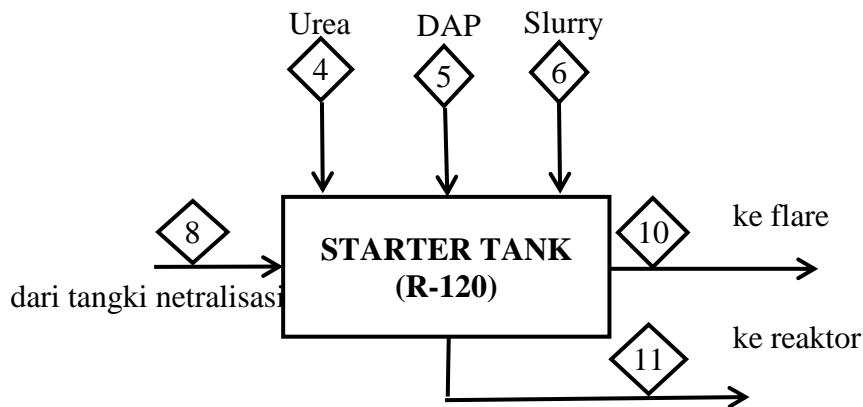 Urea DAP Slurry
4 5 6
8 STARTER TANK 10 ke flare
(R-120)
dari tangki netralisasi
11 ke reaktor